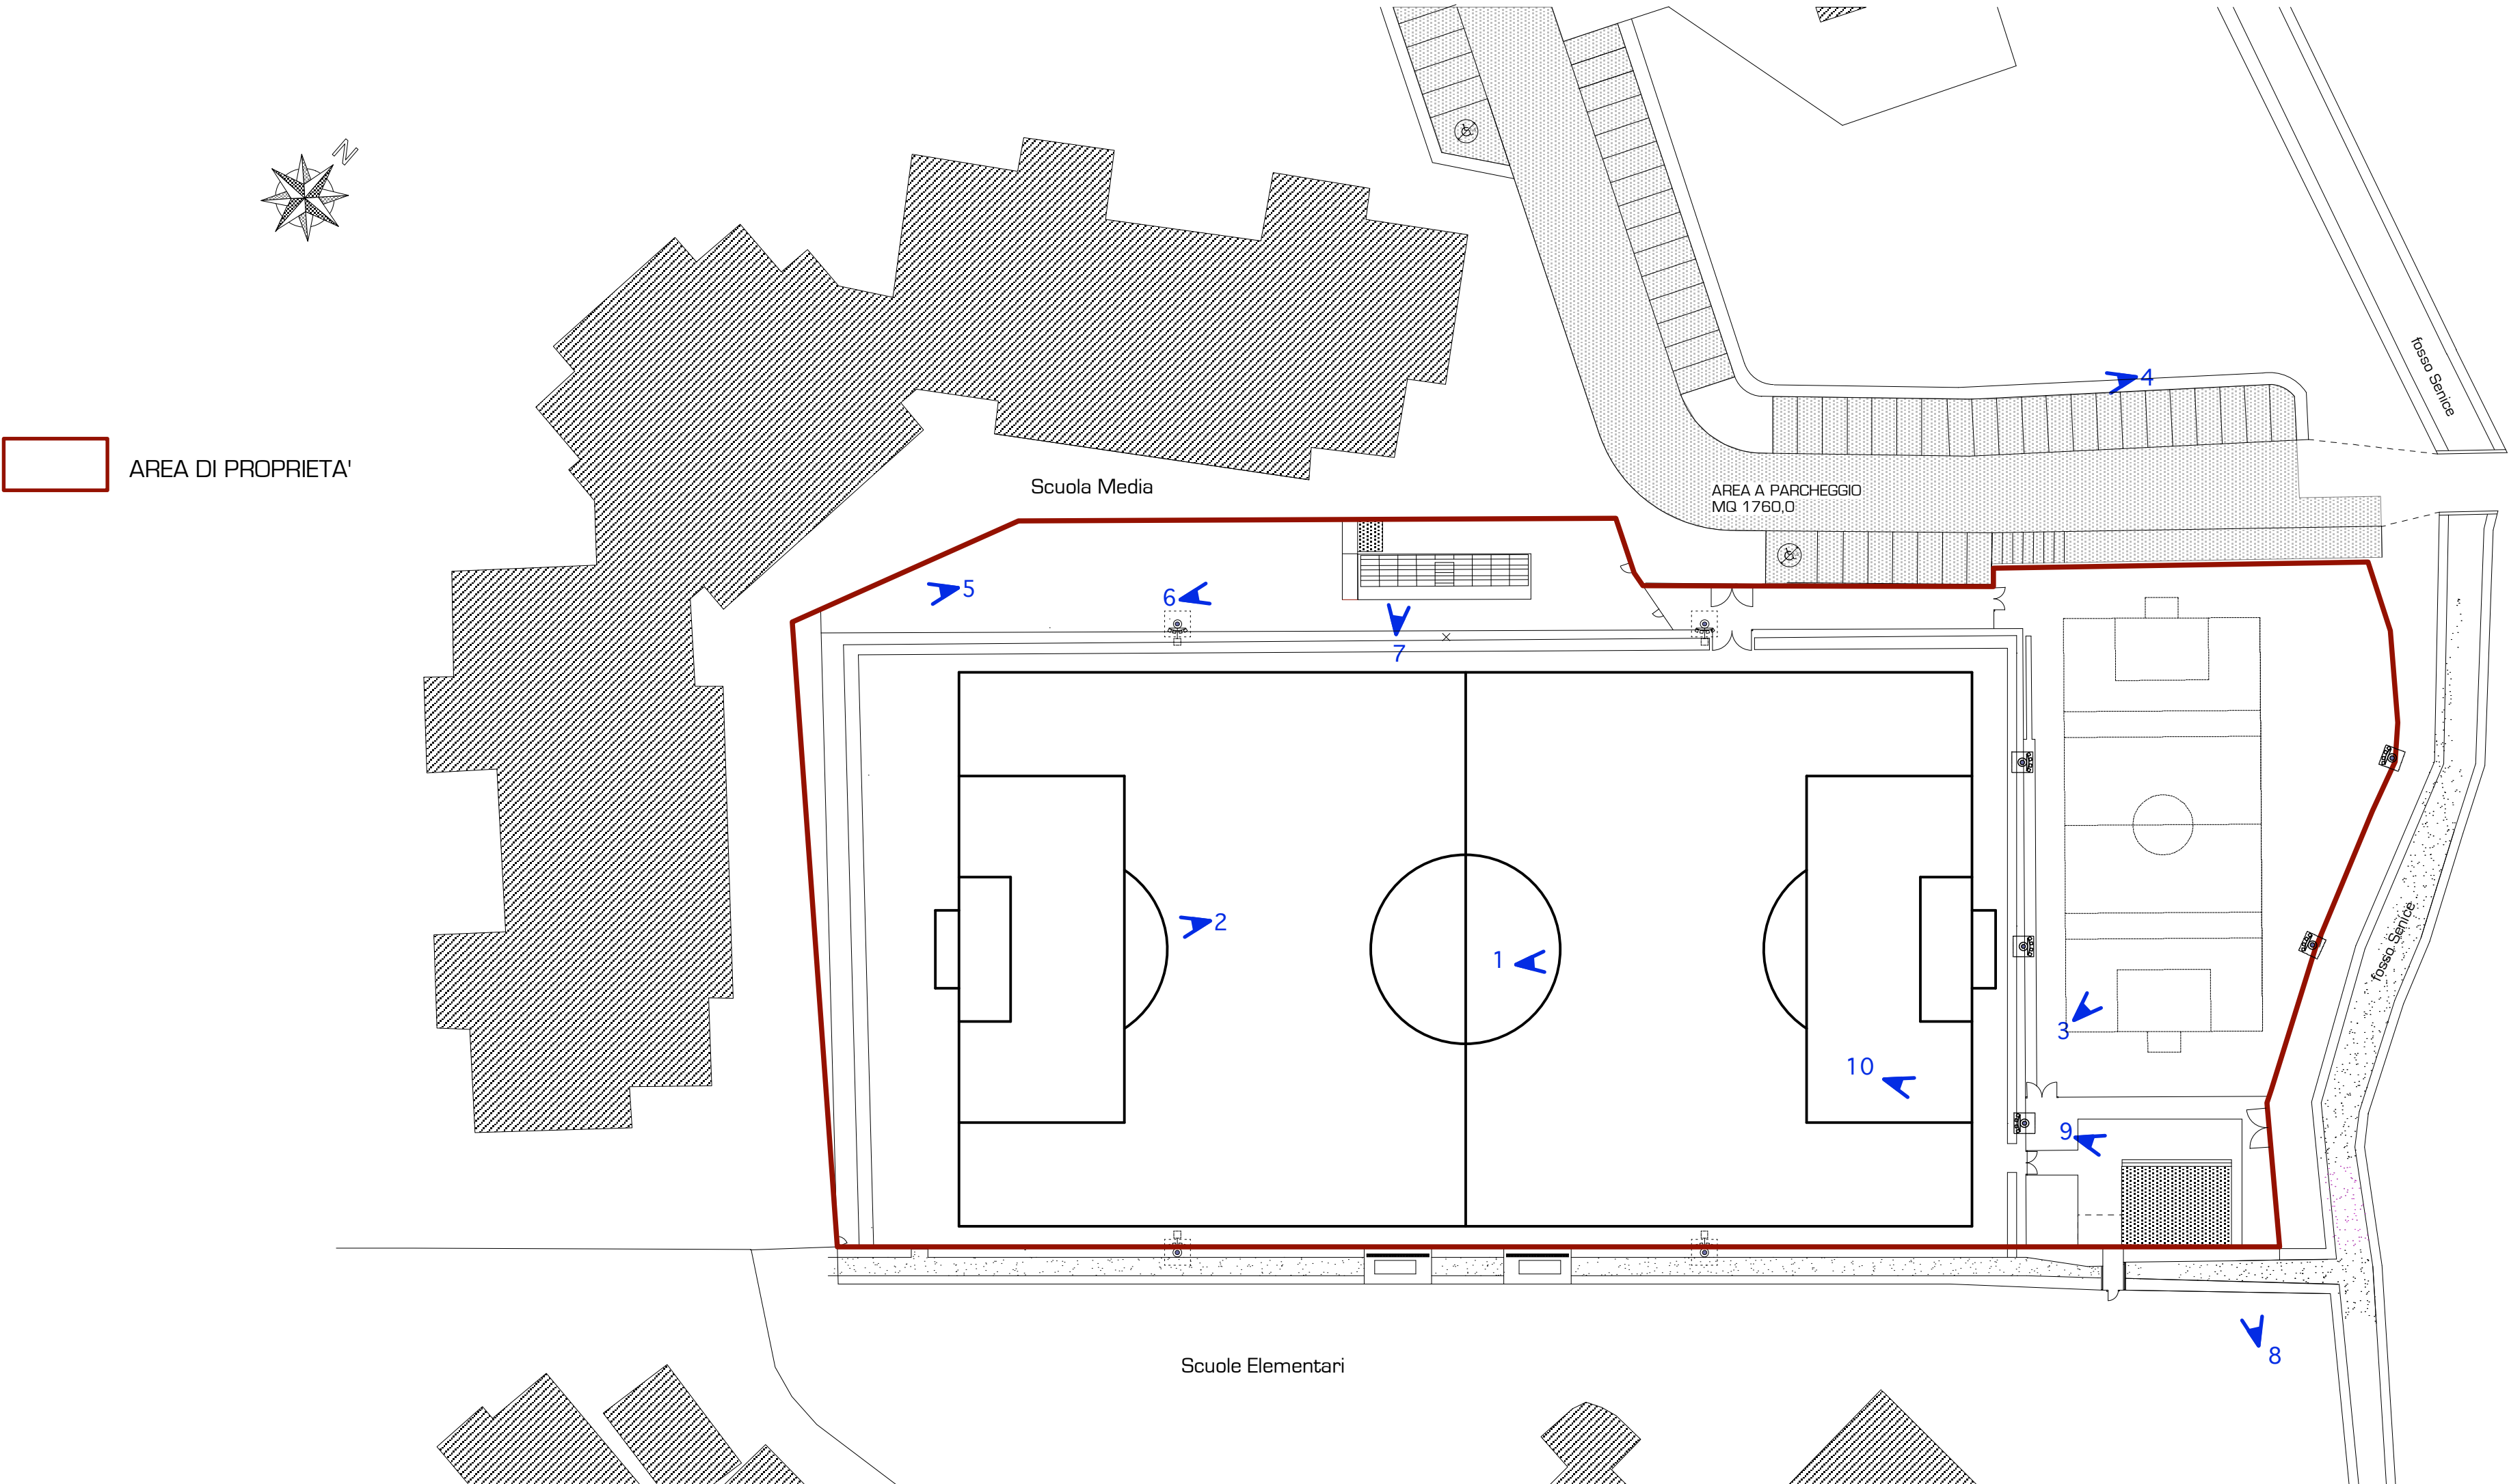 N
4
fosso Senice
AREA DI PROPRIETA'
Scuola Media
AREA A PARCHEGGIO
MQ 1760,0
5
6
7
2
1
fosso Senice
3
10
9
Scuole Elementari
8